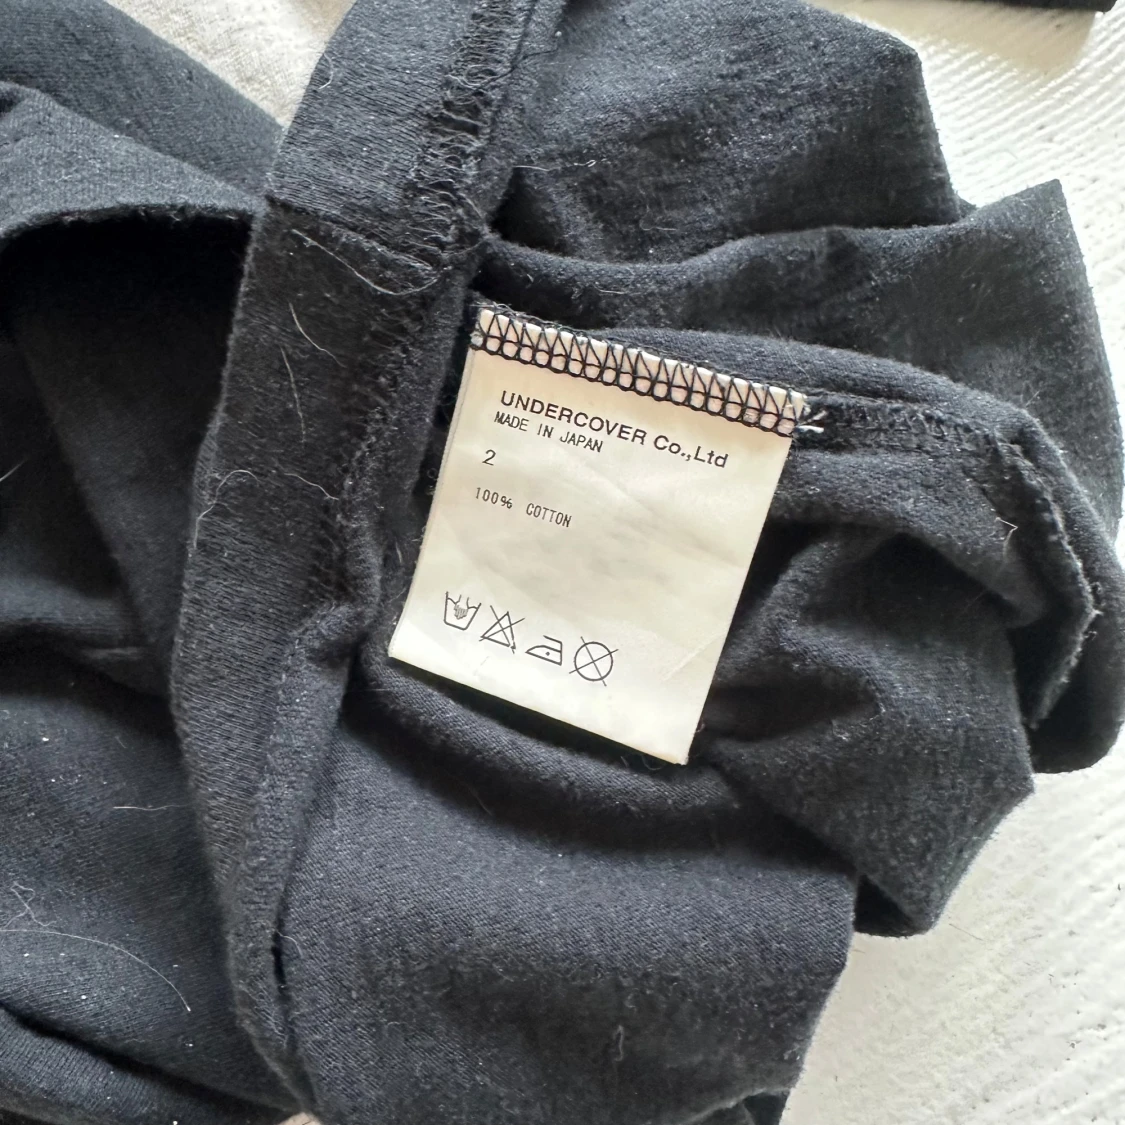 UNDERCOVER Co.,Ltd
MADE IN JAPAN
2
100% COTTON